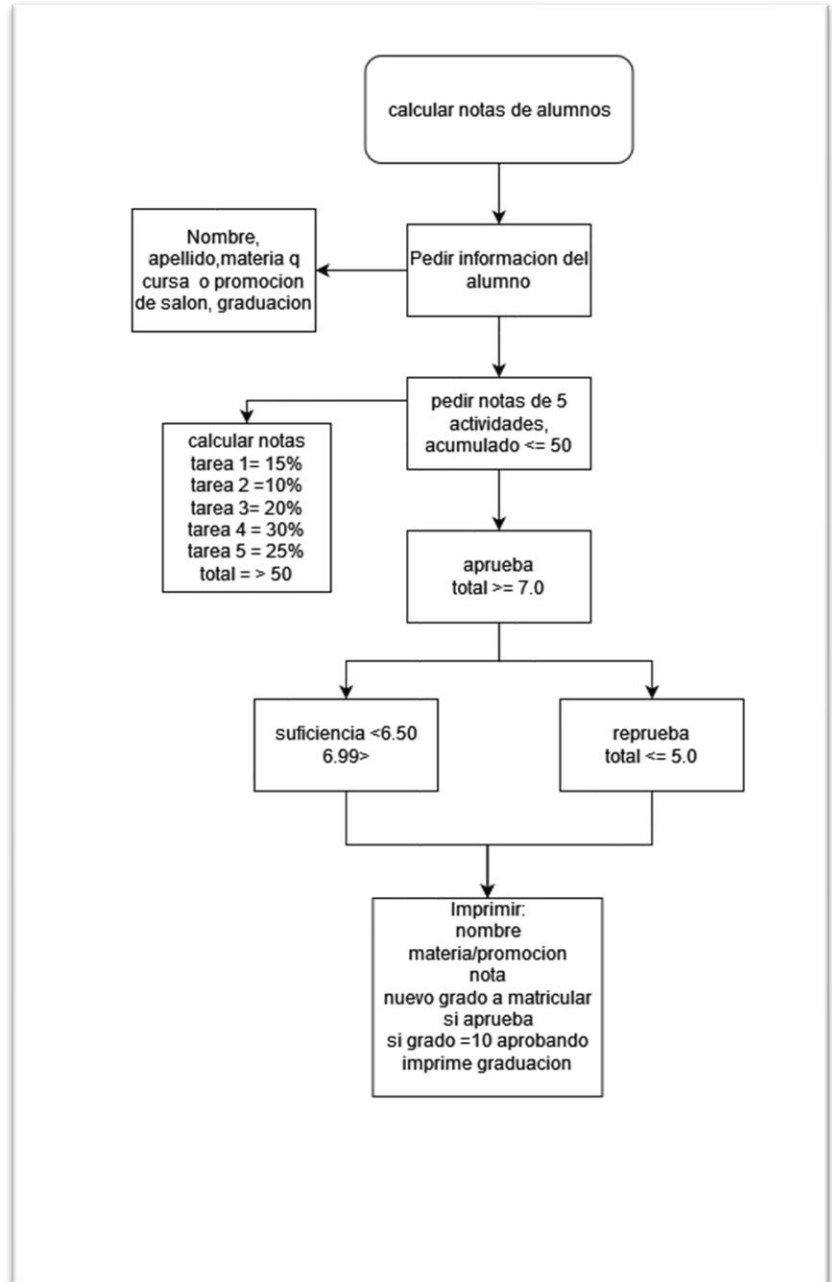 calcular notas de alumnos
Nombre,
apellido,materia q
cursa o promocion
de salon, graduacion
Pedir informacion del
alumno
pedir notas de 5
actividades,
acumulado <= 50
calcular notas
tarea 1= 15%
tarea 2 =10%
tarea 3= 20%
tarea 4 = 30%
tarea 5 = 25%
total = > 50
aprueba
total >= 7.0
suficiencia <6.50
6.99>
reprueba
total <= 5.0
Imprimir:
nombre
materia/promocion
nota
nuevo grado a matricular
si aprueba
si grado =10 aprobando
imprime graduacion